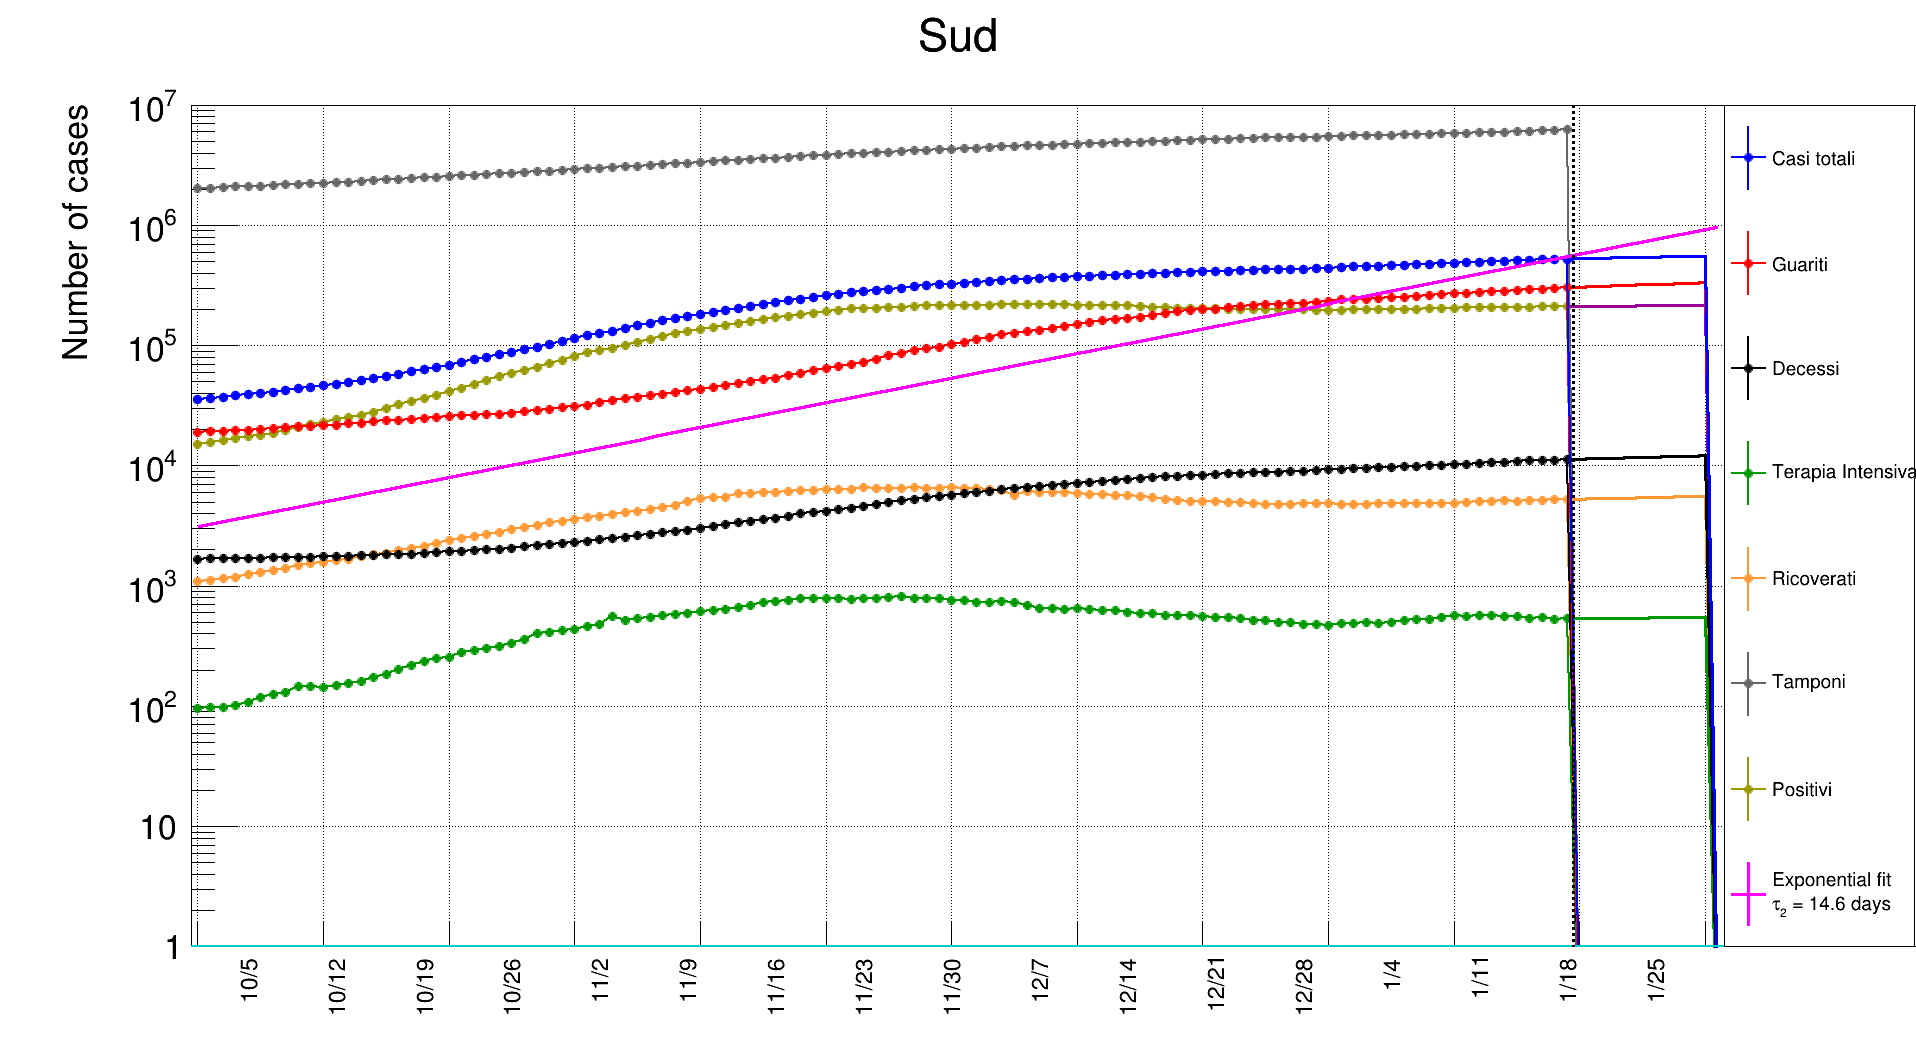 Sud
Number of cases
10^7
10^6
10^5
10^4
10^3
10^2
10
1
10/5
10/12
10/19
10/26
11/2
11/9
11/16
11/23
11/30
12/7
12/14
12/21
12/28
1/4
1/11
1/18
1/25
Casi totali
Guariti
Decessi
Terapia Intensiva
Ricoverati
Tamponi
Positivi
Exponential fit
τ_2 = 14.6 days